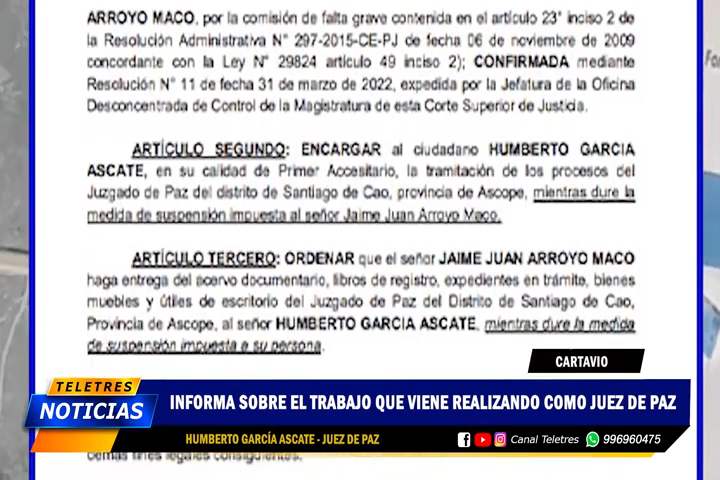 ARROYO MACO, por la comisión de falta grave contenida en el artículo 23° inciso 2 de
la Resolución Administrativa N° 297-2015-CE-PJ de fecha 06 de noviembre de 2009
concordante con la Ley N° 29824 artículo 49 inciso 2); CONFIRMADA mediante
Resolución N° 11 de fecha 31 de marzo de 2022, expedida por la Jefatura de la Oficina
Desconcentrada de Control de la Magistratura de esta Corte Superior de Justicia.
ARTÍCULO SEGUNDO: ENCARGAR al ciudadano HUMBERTO GARCIA
ASCATE, en su calidad de Primer Accesitario, la tramitación de los procesos del
Juzgado de Paz del distrito de Santiago de Cao, provincia de Ascope, mientras dure la
medida de suspensión impuesta al señor Jaime Juan Arroyo Maco.
ARTÍCULO TERCERO: ORDENAR que el señor JAIME JUAN ARROYO MACO
haga entrega del acervo documentario, libros de registro, expedientes en trámite, bienes
muebles y útiles de escritorio del Juzgado de Paz del Distrito de Santiago de Cao,
Provincia de Ascope, al señor HUMBERTO GARCIA ASCATE, mientras dure la medida
de suspensión impuesta a su persona.
CARTAVIO
TELETRES
NOTICIAS
INFORMA SOBRE EL TRABAJO QUE VIENE REALIZANDO COMO JUEZ DE PAZ
HUMBERTO GARCÍA ASCATE - JUEZ DE PAZ
Canal Teletres
996960475
demás fines legales consiguientes.